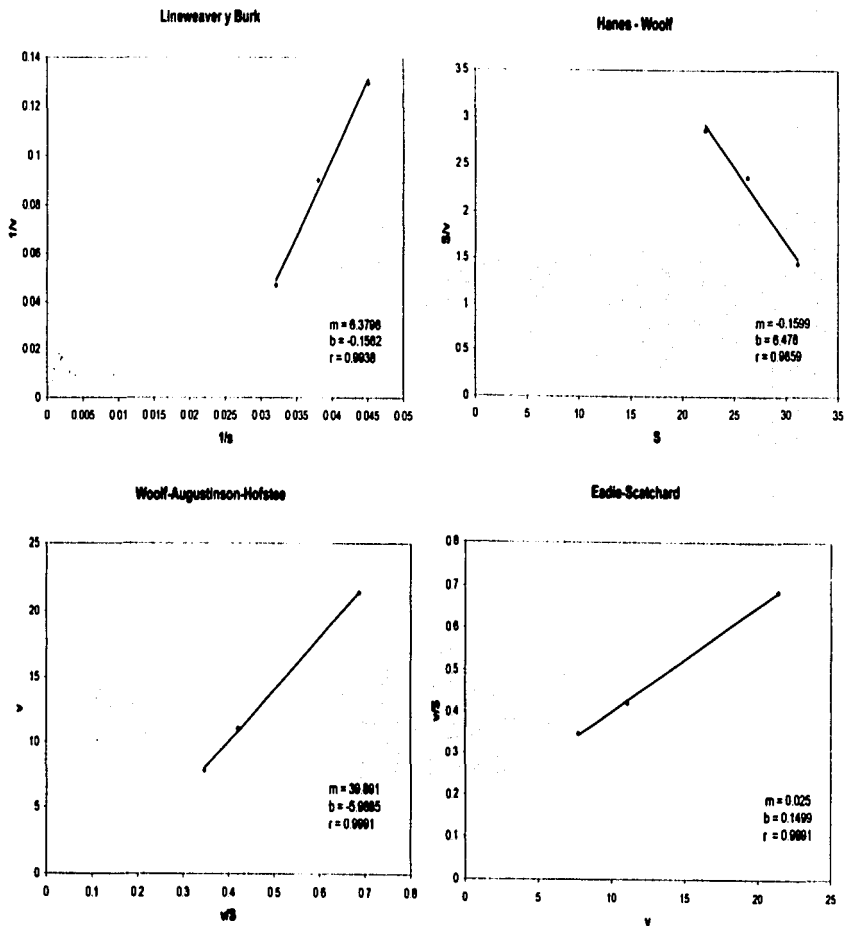 Lineweaver y Burk
0.14
0.12
0.1
0.08
0.06
0.04
0.02
0
1/v
m = 6.3796
b = -0.1562
r = 0.9936
0 0.005 0.01 0.015 0.02 0.025 0.03 0.035 0.04 0.045 0.05
1/s
Hanes - Woolf
3.5
3
2.5
2
1.5
1
0.5
0
S/v
m = -0.1599
b = 6.476
r = 0.9859
0 5 10 15 20 25 30 35
S
Woolf-Augustinson-Hofstee
25
20
15
10
5
0
v
m = 39.891
b = -5.9695
r = 0.9991
0 0.1 0.2 0.3 0.4 0.5 0.6 0.7 0.8
v/S
Eadie-Scatchard
0.8
0.7
0.6
0.5
0.4
0.3
0.2
0.1
0
v/S
m = 0.025
b = 0.1499
r = 0.9991
0 5 10 15 20 25
v